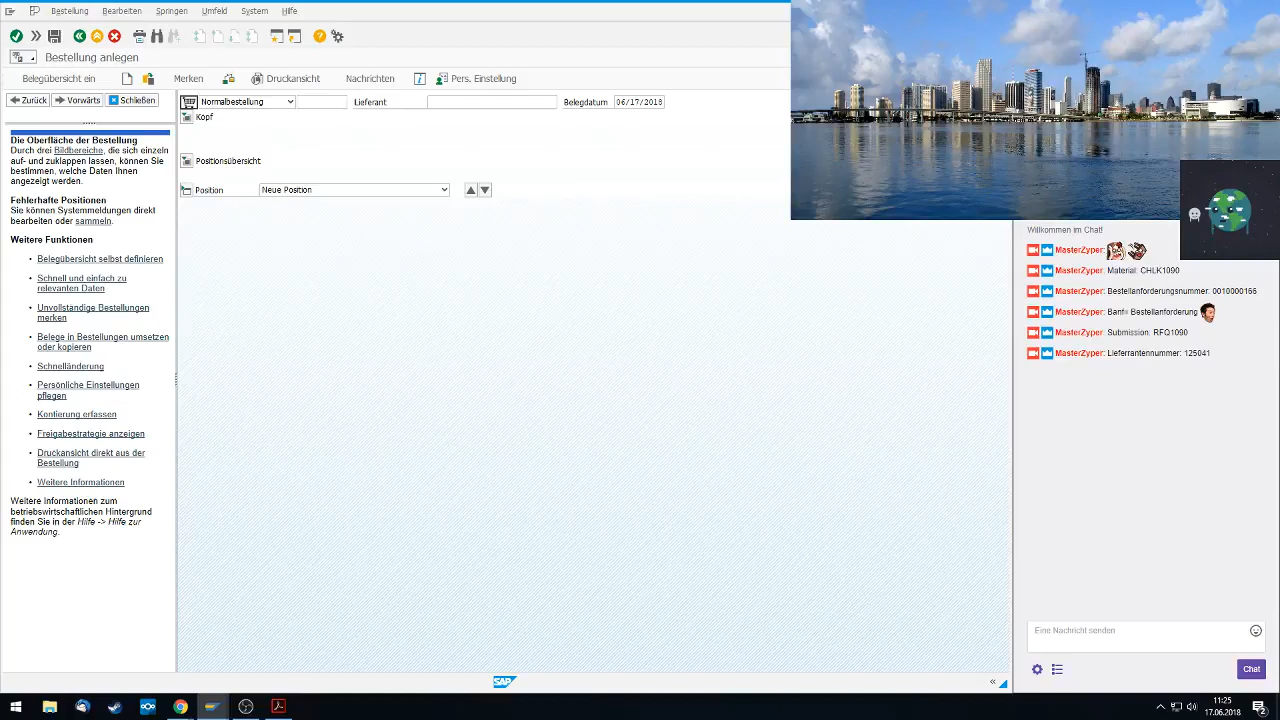 Bestellung Bearbeiten Springen Umfeld System Hilfe
Bestellung anlegen
Belegübersicht ein Merken Druckansicht Nachrichten Pers. Einstellung
Zurück Vorwärts Schließen
Normalbestellung Lieferant Belegdatum 06/17/2018
Kopf
Positionsübersicht
Position Neue Position
Die Oberfläche der Bestellung
Durch drei Bildbereiche, die sich einzeln
auf- und zuklappen lassen, können Sie
bestimmen, welche Daten Ihnen
angezeigt werden.
Fehlerhafte Positionen
Sie können Systemmeldungen direkt
bearbeiten oder sammeln.
Weitere Funktionen
• Belegübersicht selbst definieren
• Schnell und einfach zu
relevanten Daten
• Unvollständige Bestellungen
merken
• Belege in Bestellungen umsetzen
oder kopieren
• Schnelländerung
• Persönliche Einstellungen
pflegen
• Kontierung erfassen
• Freigabestrategie anzeigen
• Druckansicht direkt aus der
Bestellung
• Weitere Informationen
Weitere Informationen zum
betriebswirtschaftlichen Hintergrund
finden Sie in der Hilfe -> Hilfe zur
Anwendung.
SAP
Willkommen im Chat!
MasterZyper:
MasterZyper: Material: CHLK1090
MasterZyper: Bestellanforderungsnummer: 0010000166
MasterZyper: Banf= Bestellanforderung
MasterZyper: Submission: RFQ1090
MasterZyper: Lieferrantennummer: 125041
Eine Nachricht senden
Chat
11:25
17.06.2018
2